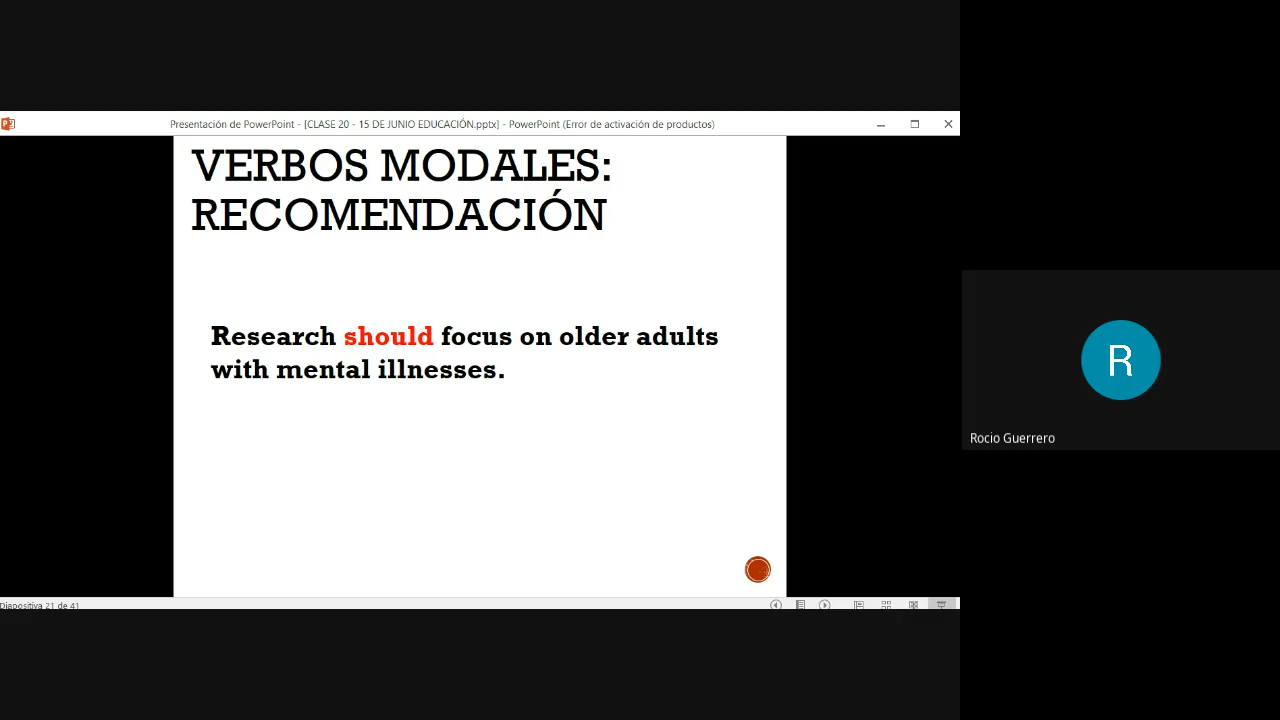 Presentación de PowerPoint - [CLASE 20 - 15 DE JUNIO EDUCACIÓN.pptx] - PowerPoint (Error de activación de productos)
VERBOS MODALES:
RECOMENDACIÓN
Research should focus on older adults
with mental illnesses.
R
Rocio Guerrero
Diapositiva 21 de 41